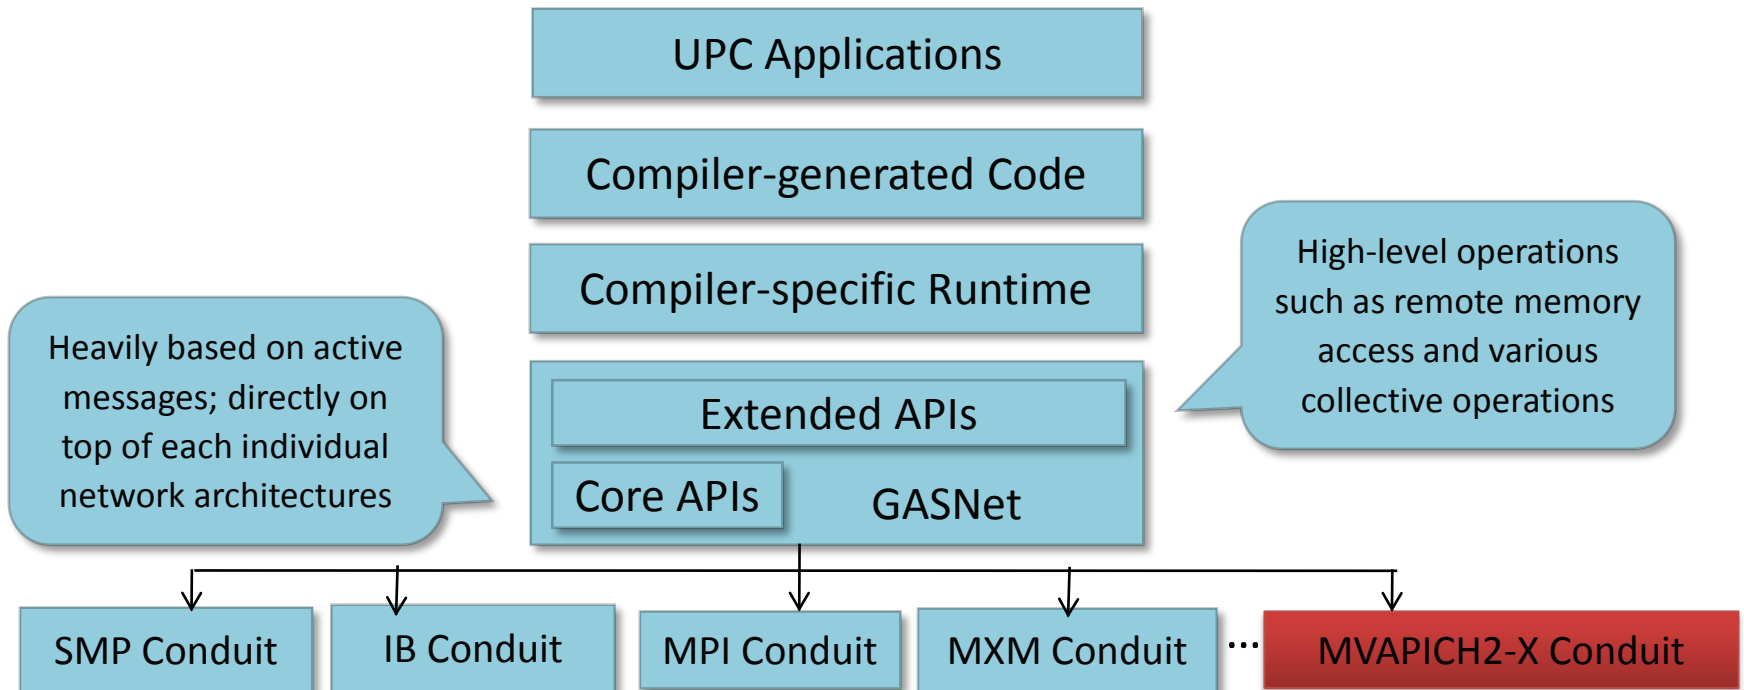 UPC Applications
Compiler-generated Code
Compiler-specific Runtime
High-level operations
such as remote memory
access and various
collective operations
Heavily based on active
messages; directly on
top of each individual
network architectures
Extended APIs
Core APIs
GASNet
SMP Conduit
IB Conduit
MPI Conduit
MXM Conduit
...
MVAPICH2-X Conduit